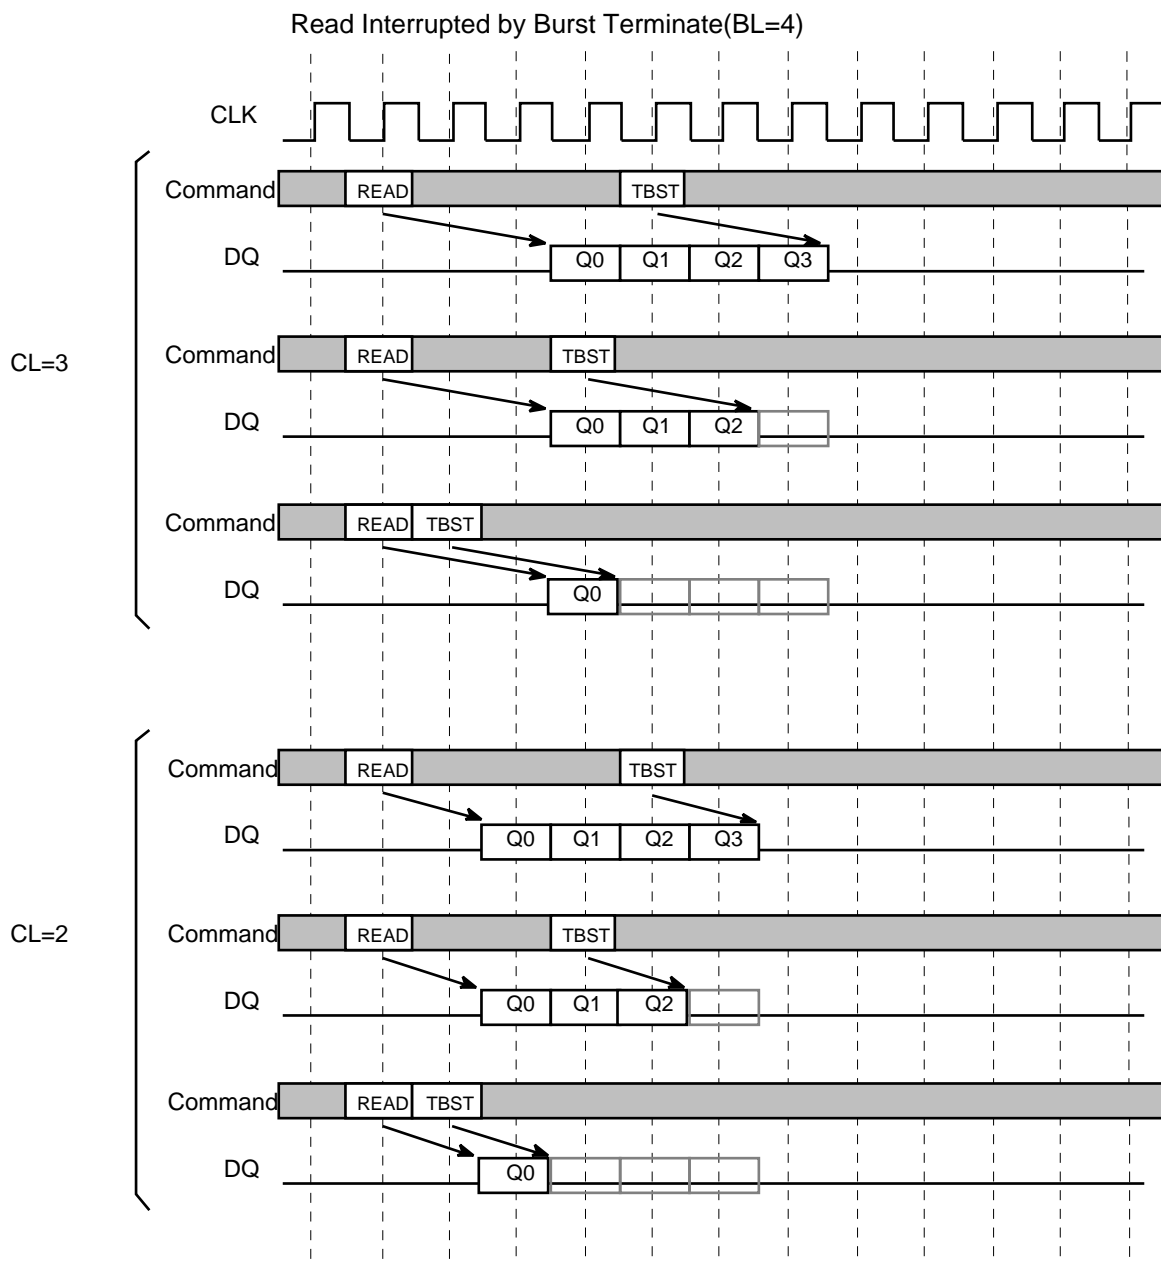 Read Interrupted by Burst Terminate(BL=4)
CLK
CL=3
Command READ TBST
DQ Q0 Q1 Q2 Q3
Command READ TBST
DQ Q0 Q1 Q2
Command READ TBST
DQ Q0
CL=2
Command READ TBST
DQ Q0 Q1 Q2 Q3
Command READ TBST
DQ Q0 Q1 Q2
Command READ TBST
DQ Q0